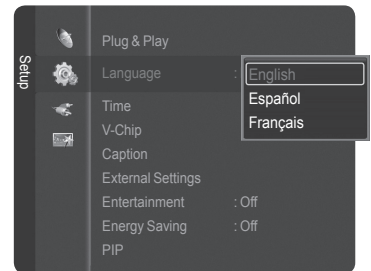 Setup
Plug & Play
Language : English
Español
Français
Time
V-Chip
Caption
External Settings
Entertainment : Off
Energy Saving : Off
PIP